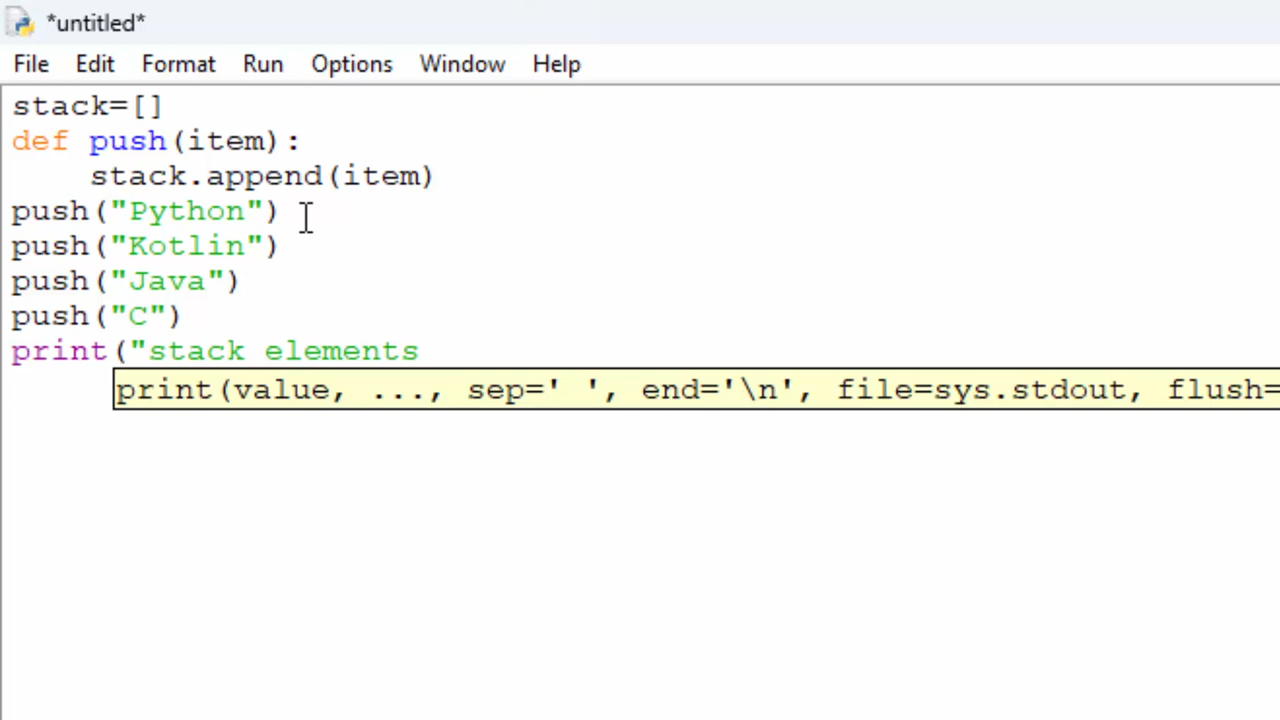 *untitled*
File Edit Format Run Options Window Help
stack=[]
def push(item):
    stack.append(item)
push("Python")
push("Kotlin")
push("Java")
push("C")
print("stack elements
print(value, ..., sep=' ', end='\n', file=sys.stdout, flush=